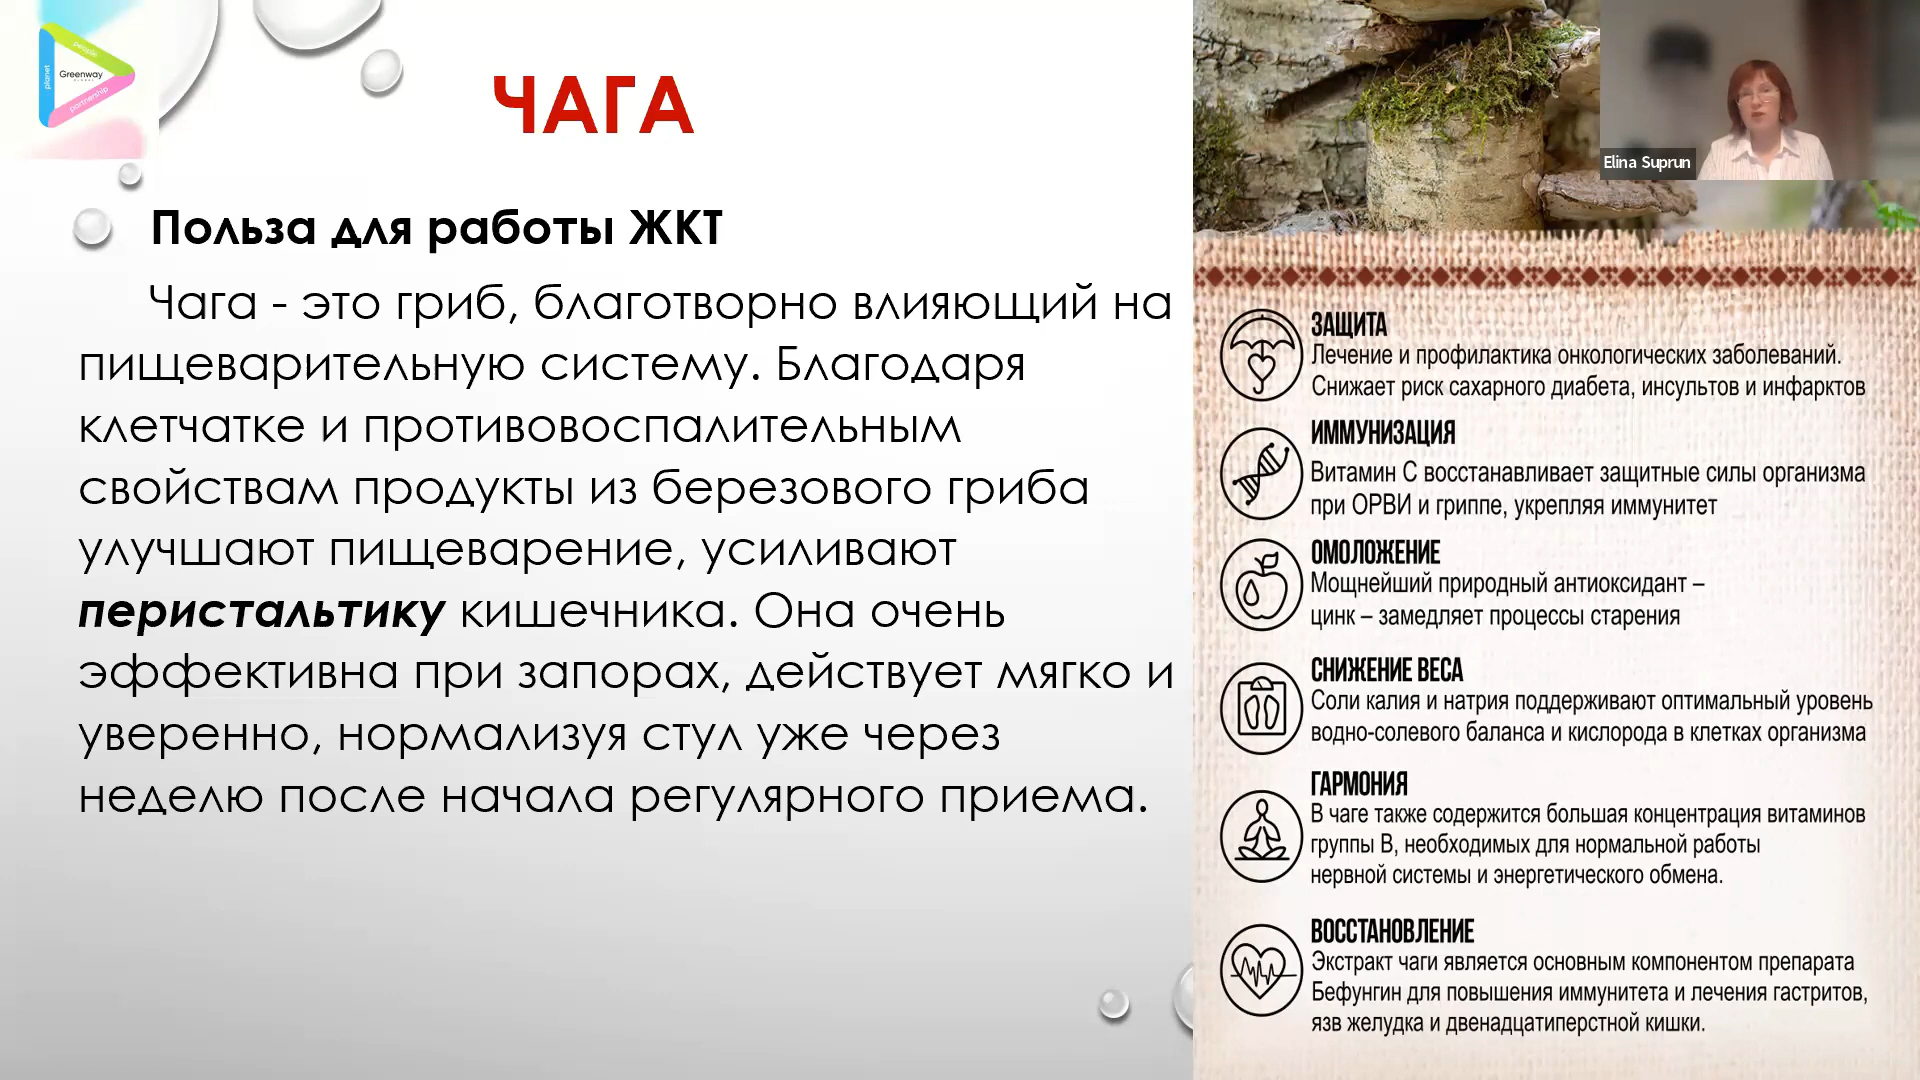 people
planet
Greenway
GLOBAL
partnership
ЧАГА
Elina Suprun
Польза для работы ЖКТ
Чага - это гриб, благотворно влияющий на
пищеварительную систему. Благодаря
клетчатке и противовоспалительным
свойствам продукты из березового гриба
улучшают пищеварение, усиливают
перистальтику кишечника. Она очень
эффективна при запорах, действует мягко и
уверенно, нормализуя стул уже через
неделю после начала регулярного приема.
ЗАЩИТА
Лечение и профилактика онкологических заболеваний.
Снижает риск сахарного диабета, инсультов и инфарктов
ИММУНИЗАЦИЯ
Витамин С восстанавливает защитные силы организма
при ОРВИ и гриппе, укрепляя иммунитет
ОМОЛОЖЕНИЕ
Мощнейший природный антиоксидант –
цинк – замедляет процессы старения
СНИЖЕНИЕ ВЕСА
Соли калия и натрия поддерживают оптимальный уровень
водно-солевого баланса и кислорода в клетках организма
ГАРМОНИЯ
В чаге также содержится большая концентрация витаминов
группы В, необходимых для нормальной работы
нервной системы и энергетического обмена.
ВОССТАНОВЛЕНИЕ
Экстракт чаги является основным компонентом препарата
Бефунгин для повышения иммунитета и лечения гастритов,
язв желудка и двенадцатиперстной кишки.